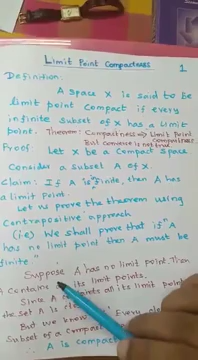 Limit Point Compactness 1
Definition:
A space X is said to be
limit point compact if every
infinite subset of X has a limit
point. Theorem: Compactness ⇒ Limit Point
Compactness
But converse is not true
Proof: Let X be a Compact space
Consider a subset A of X.
Claim: If A is infinite, then A has
a limit point.
Let us prove the theorem using
Contrapositive approach
(ie) We shall prove that if "A
has no limit point then A must be
finite."
Suppose A has no limit point, Then
A contains its limit points.
Since A all its limit point
the set A is
But we know Every
Subset of a Compact
∴ A is compact